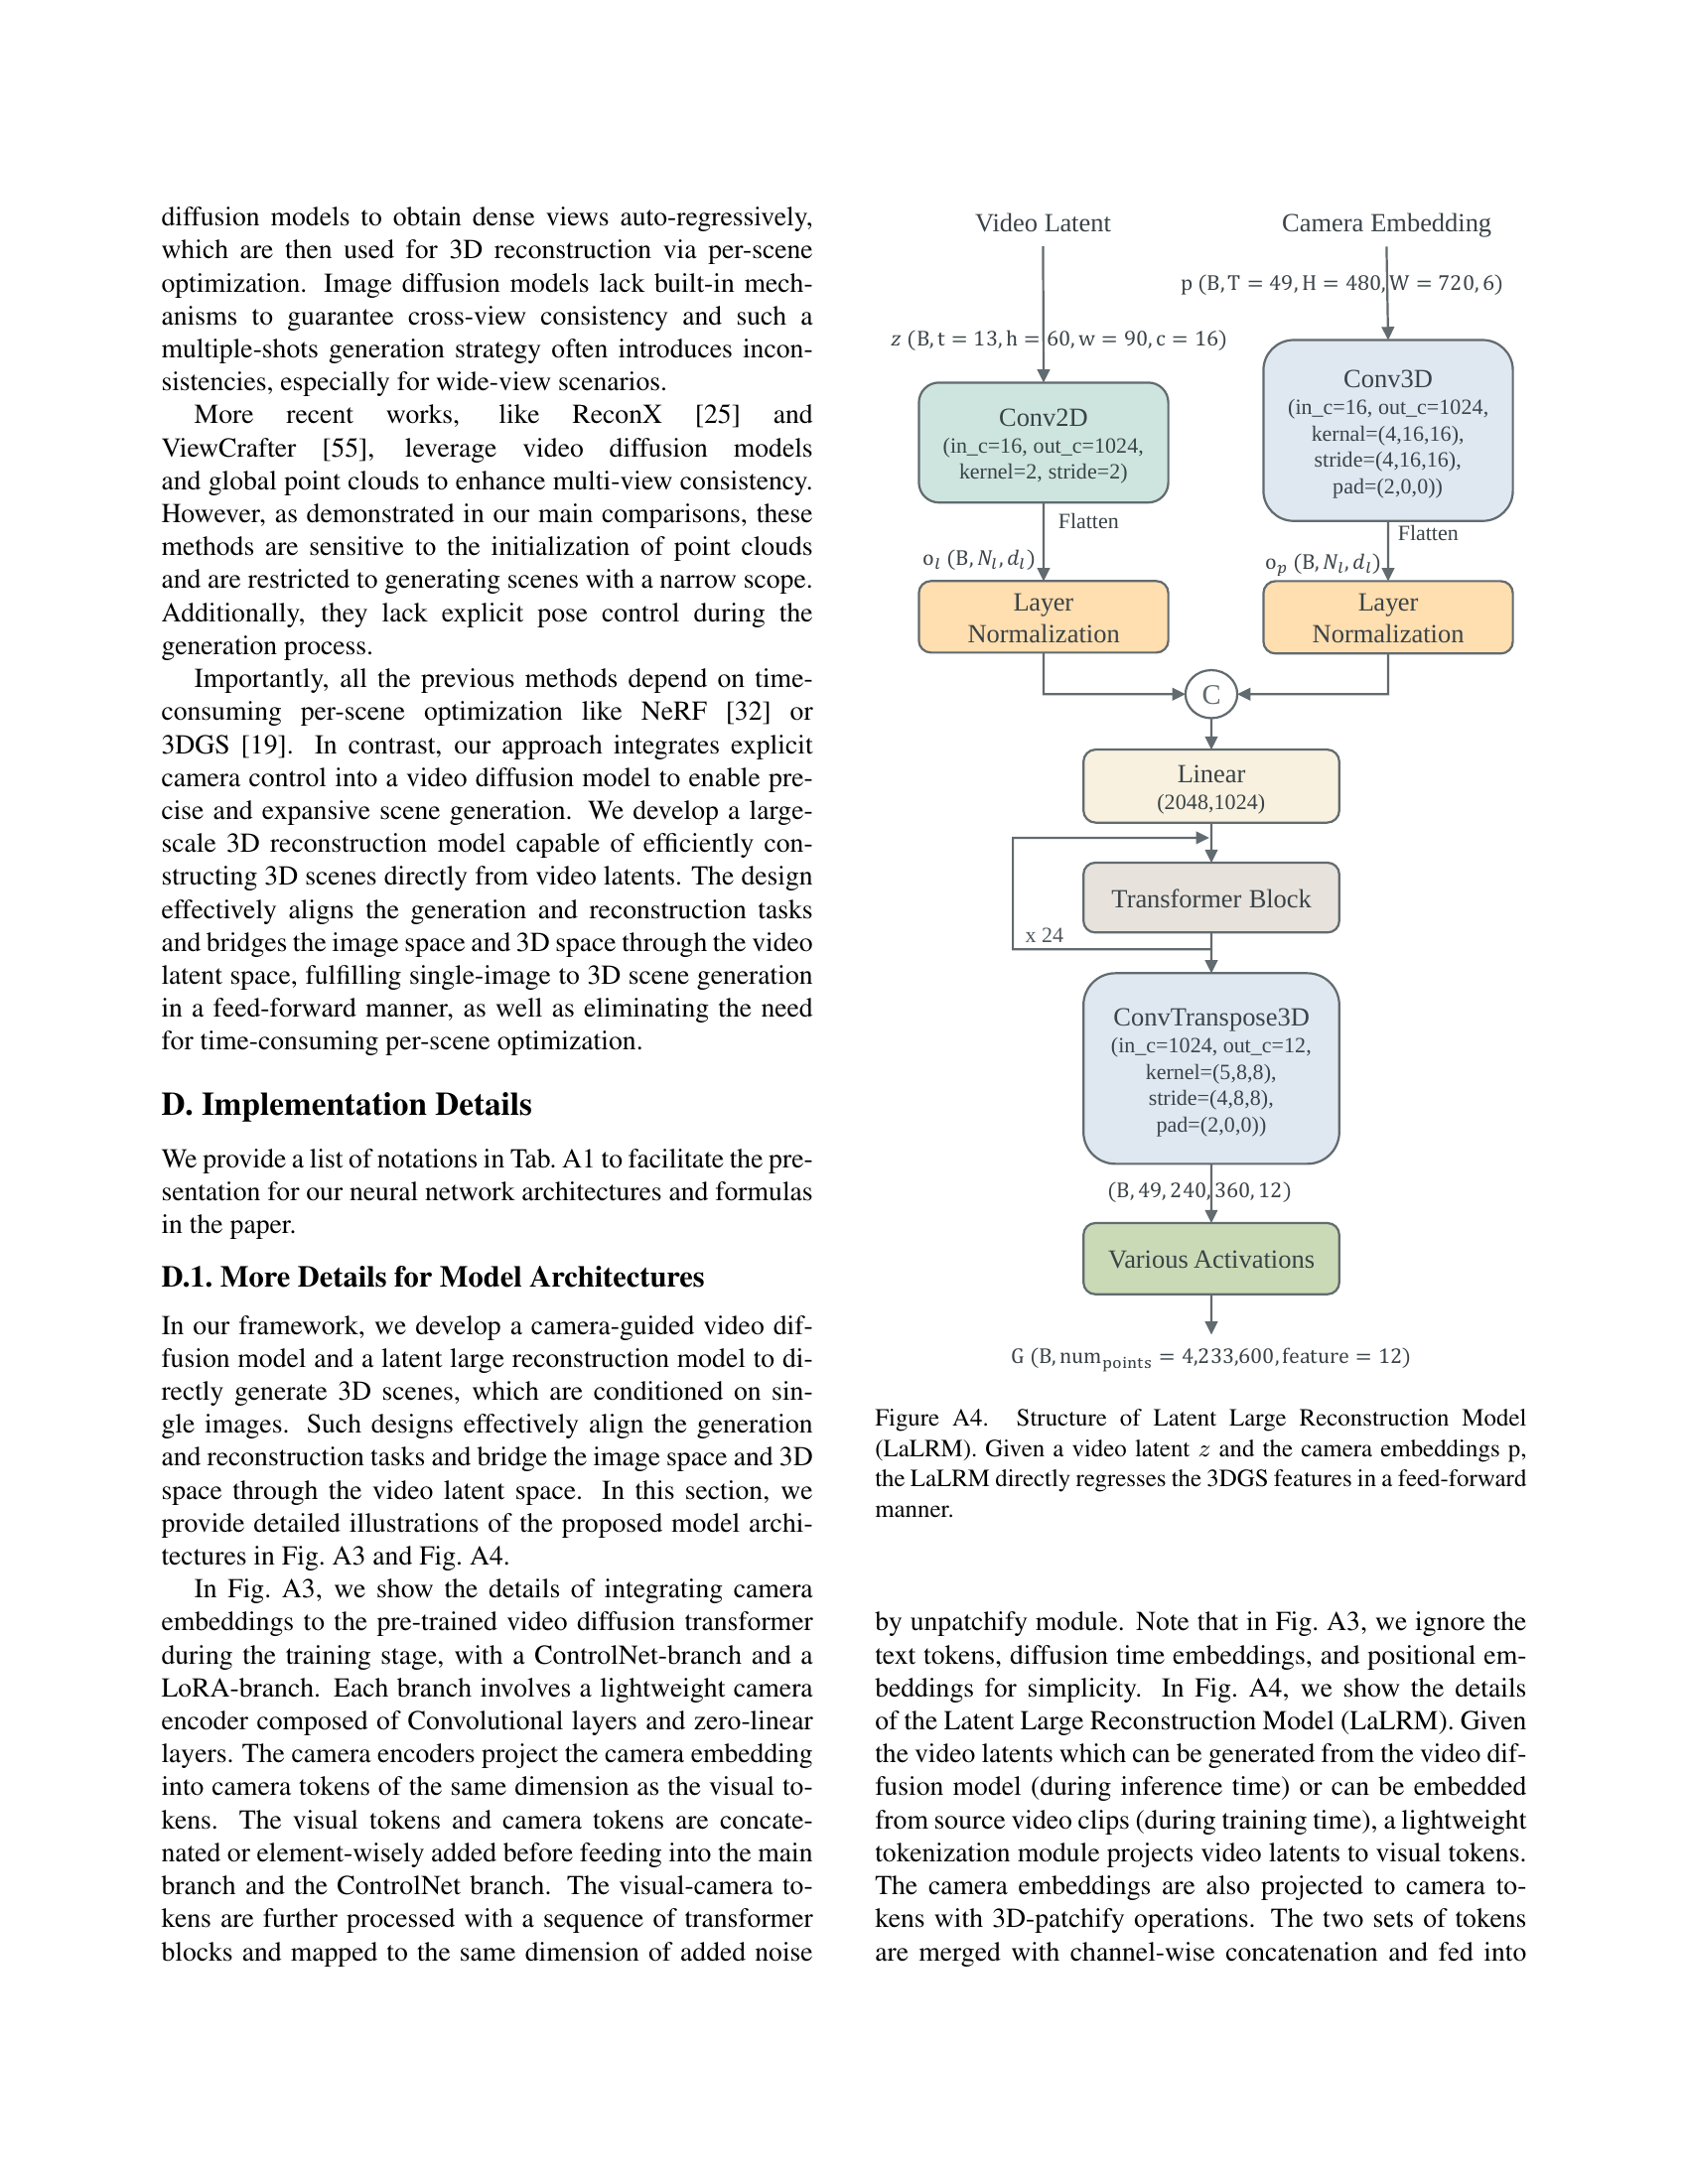 diffusion models to obtain dense views auto-regressively,
which are then used for 3D reconstruction via per-scene
optimization. Image diffusion models lack built-in mech-
anisms to guarantee cross-view consistency and such a
multiple-shots generation strategy often introduces incon-
sistencies, especially for wide-view scenarios.
More recent works, like ReconX [25] and
ViewCrafter [55], leverage video diffusion models
and global point clouds to enhance multi-view consistency.
However, as demonstrated in our main comparisons, these
methods are sensitive to the initialization of point clouds
and are restricted to generating scenes with a narrow scope.
Additionally, they lack explicit pose control during the
generation process.
Importantly, all the previous methods depend on time-
consuming per-scene optimization like NeRF [32] or
3DGS [19]. In contrast, our approach integrates explicit
camera control into a video diffusion model to enable pre-
cise and expansive scene generation. We develop a large-
scale 3D reconstruction model capable of efficiently con-
structing 3D scenes directly from video latents. The design
effectively aligns the generation and reconstruction tasks
and bridges the image space and 3D space through the video
latent space, fulfilling single-image to 3D scene generation
in a feed-forward manner, as well as eliminating the need
for time-consuming per-scene optimization.
D. Implementation Details
We provide a list of notations in Tab. A1 to facilitate the pre-
sentation for our neural network architectures and formulas
in the paper.
D.1. More Details for Model Architectures
In our framework, we develop a camera-guided video dif-
fusion model and a latent large reconstruction model to di-
rectly generate 3D scenes, which are conditioned on sin-
gle images. Such designs effectively align the generation
and reconstruction tasks and bridge the image space and 3D
space through the video latent space. In this section, we
provide detailed illustrations of the proposed model archi-
tectures in Fig. A3 and Fig. A4.
In Fig. A3, we show the details of integrating camera
embeddings to the pre-trained video diffusion transformer
during the training stage, with a ControlNet-branch and a
LoRA-branch. Each branch involves a lightweight camera
encoder composed of Convolutional layers and zero-linear
layers. The camera encoders project the camera embedding
into camera tokens of the same dimension as the visual to-
kens. The visual tokens and camera tokens are concate-
nated or element-wisely added before feeding into the main
branch and the ControlNet branch. The visual-camera to-
kens are further processed with a sequence of transformer
blocks and mapped to the same dimension of added noise
Video Latent
z (B, t = 13, h = 60, w = 90, c = 16)
Conv2D
(in_c=16, out_c=1024,
kernel=2, stride=2)
Flatten
o_l (B, N_l, d_l)
Layer
Normalization
Camera Embedding
p (B, T = 49, H = 480, W = 720, 6)
Conv3D
(in_c=16, out_c=1024,
kernal=(4,16,16),
stride=(4,16,16),
pad=(2,0,0))
Flatten
o_p (B, N_l, d_l)
Layer
Normalization
C
Linear
(2048,1024)
Transformer Block
x 24
ConvTranspose3D
(in_c=1024, out_c=12,
kernel=(5,8,8),
stride=(4,8,8),
pad=(2,0,0))
(B, 49, 240, 360, 12)
Various Activations
G (B, num_points = 4,233,600, feature = 12)
Figure A4. Structure of Latent Large Reconstruction Model
(LaLRM). Given a video latent z and the camera embeddings p,
the LaLRM directly regresses the 3DGS features in a feed-forward
manner.
by unpatchify module. Note that in Fig. A3, we ignore the
text tokens, diffusion time embeddings, and positional em-
beddings for simplicity. In Fig. A4, we show the details
of the Latent Large Reconstruction Model (LaLRM). Given
the video latents which can be generated from the video dif-
fusion model (during inference time) or can be embedded
from source video clips (during training time), a lightweight
tokenization module projects video latents to visual tokens.
The camera embeddings are also projected to camera to-
kens with 3D-patchify operations. The two sets of tokens
are merged with channel-wise concatenation and fed into